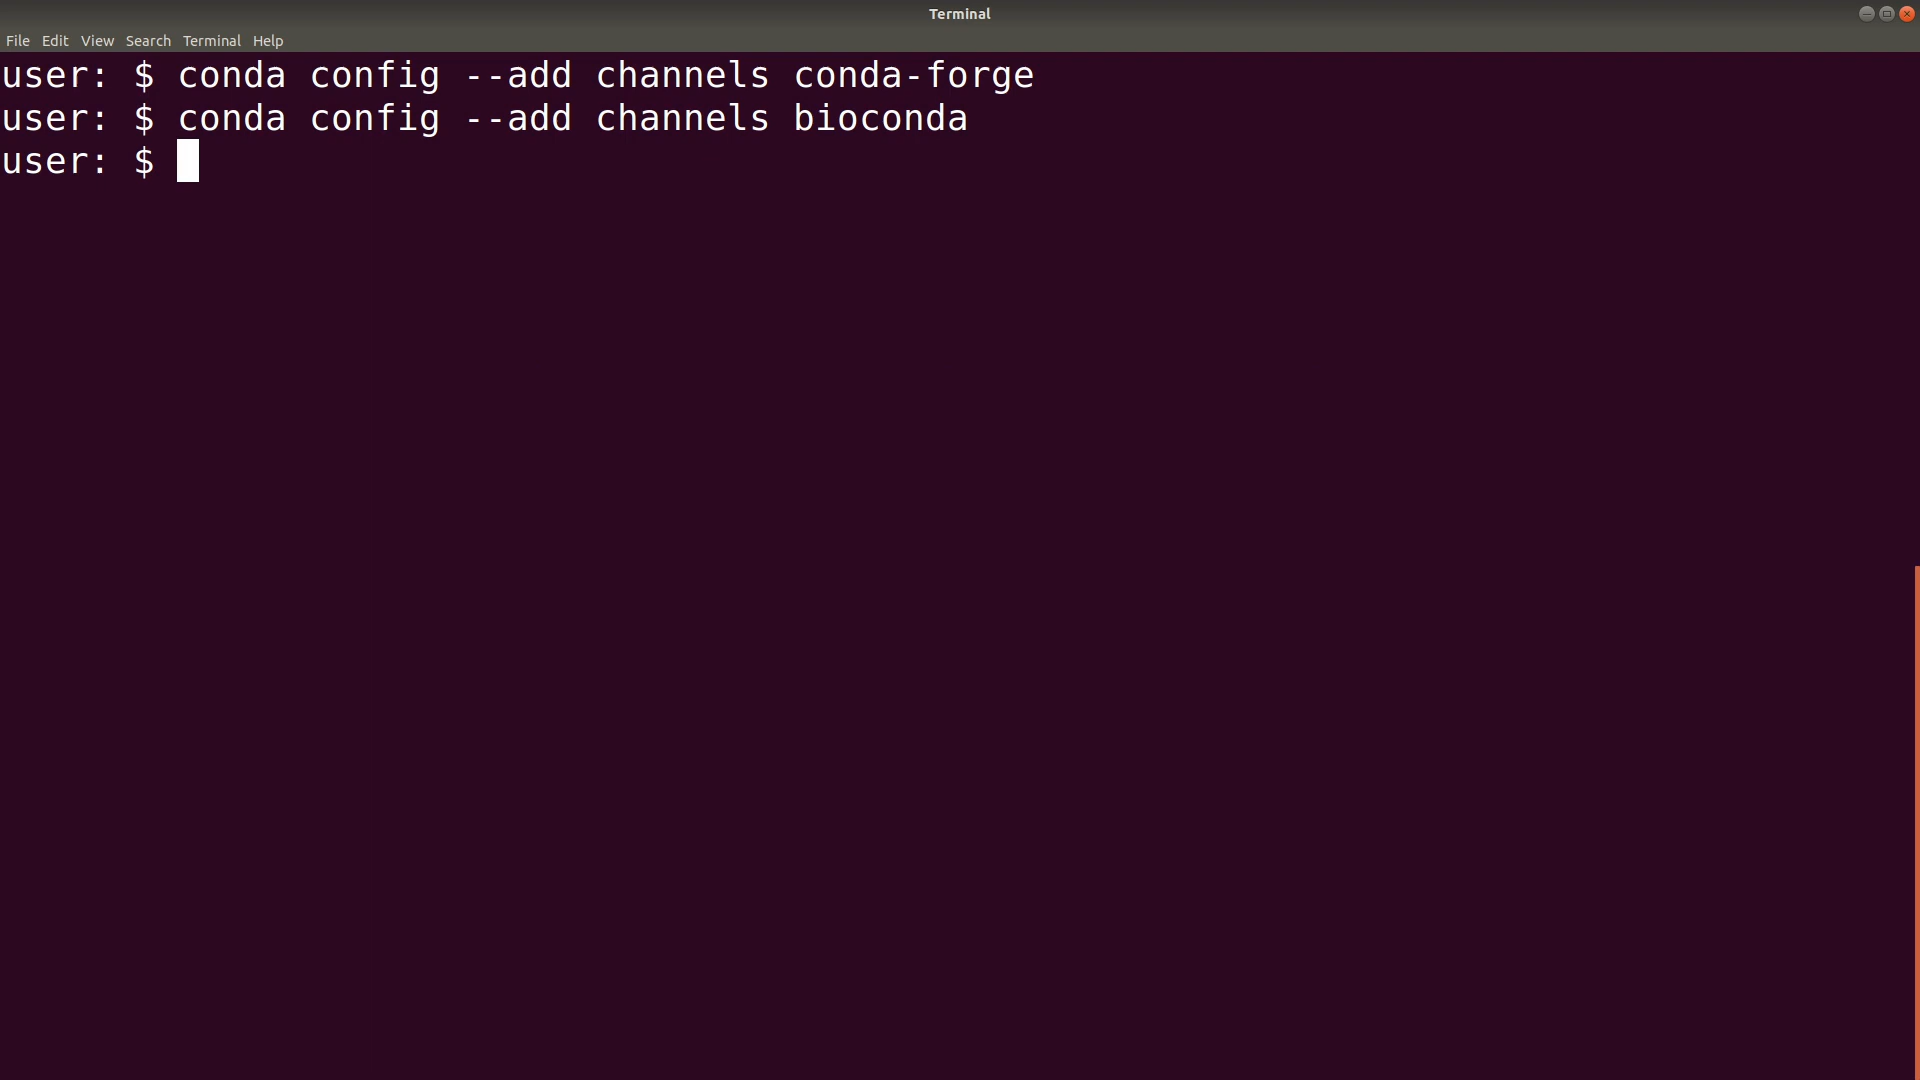 Terminal
File Edit View Search Terminal Help
user: $ conda config --add channels conda-forge
user: $ conda config --add channels bioconda
user: $